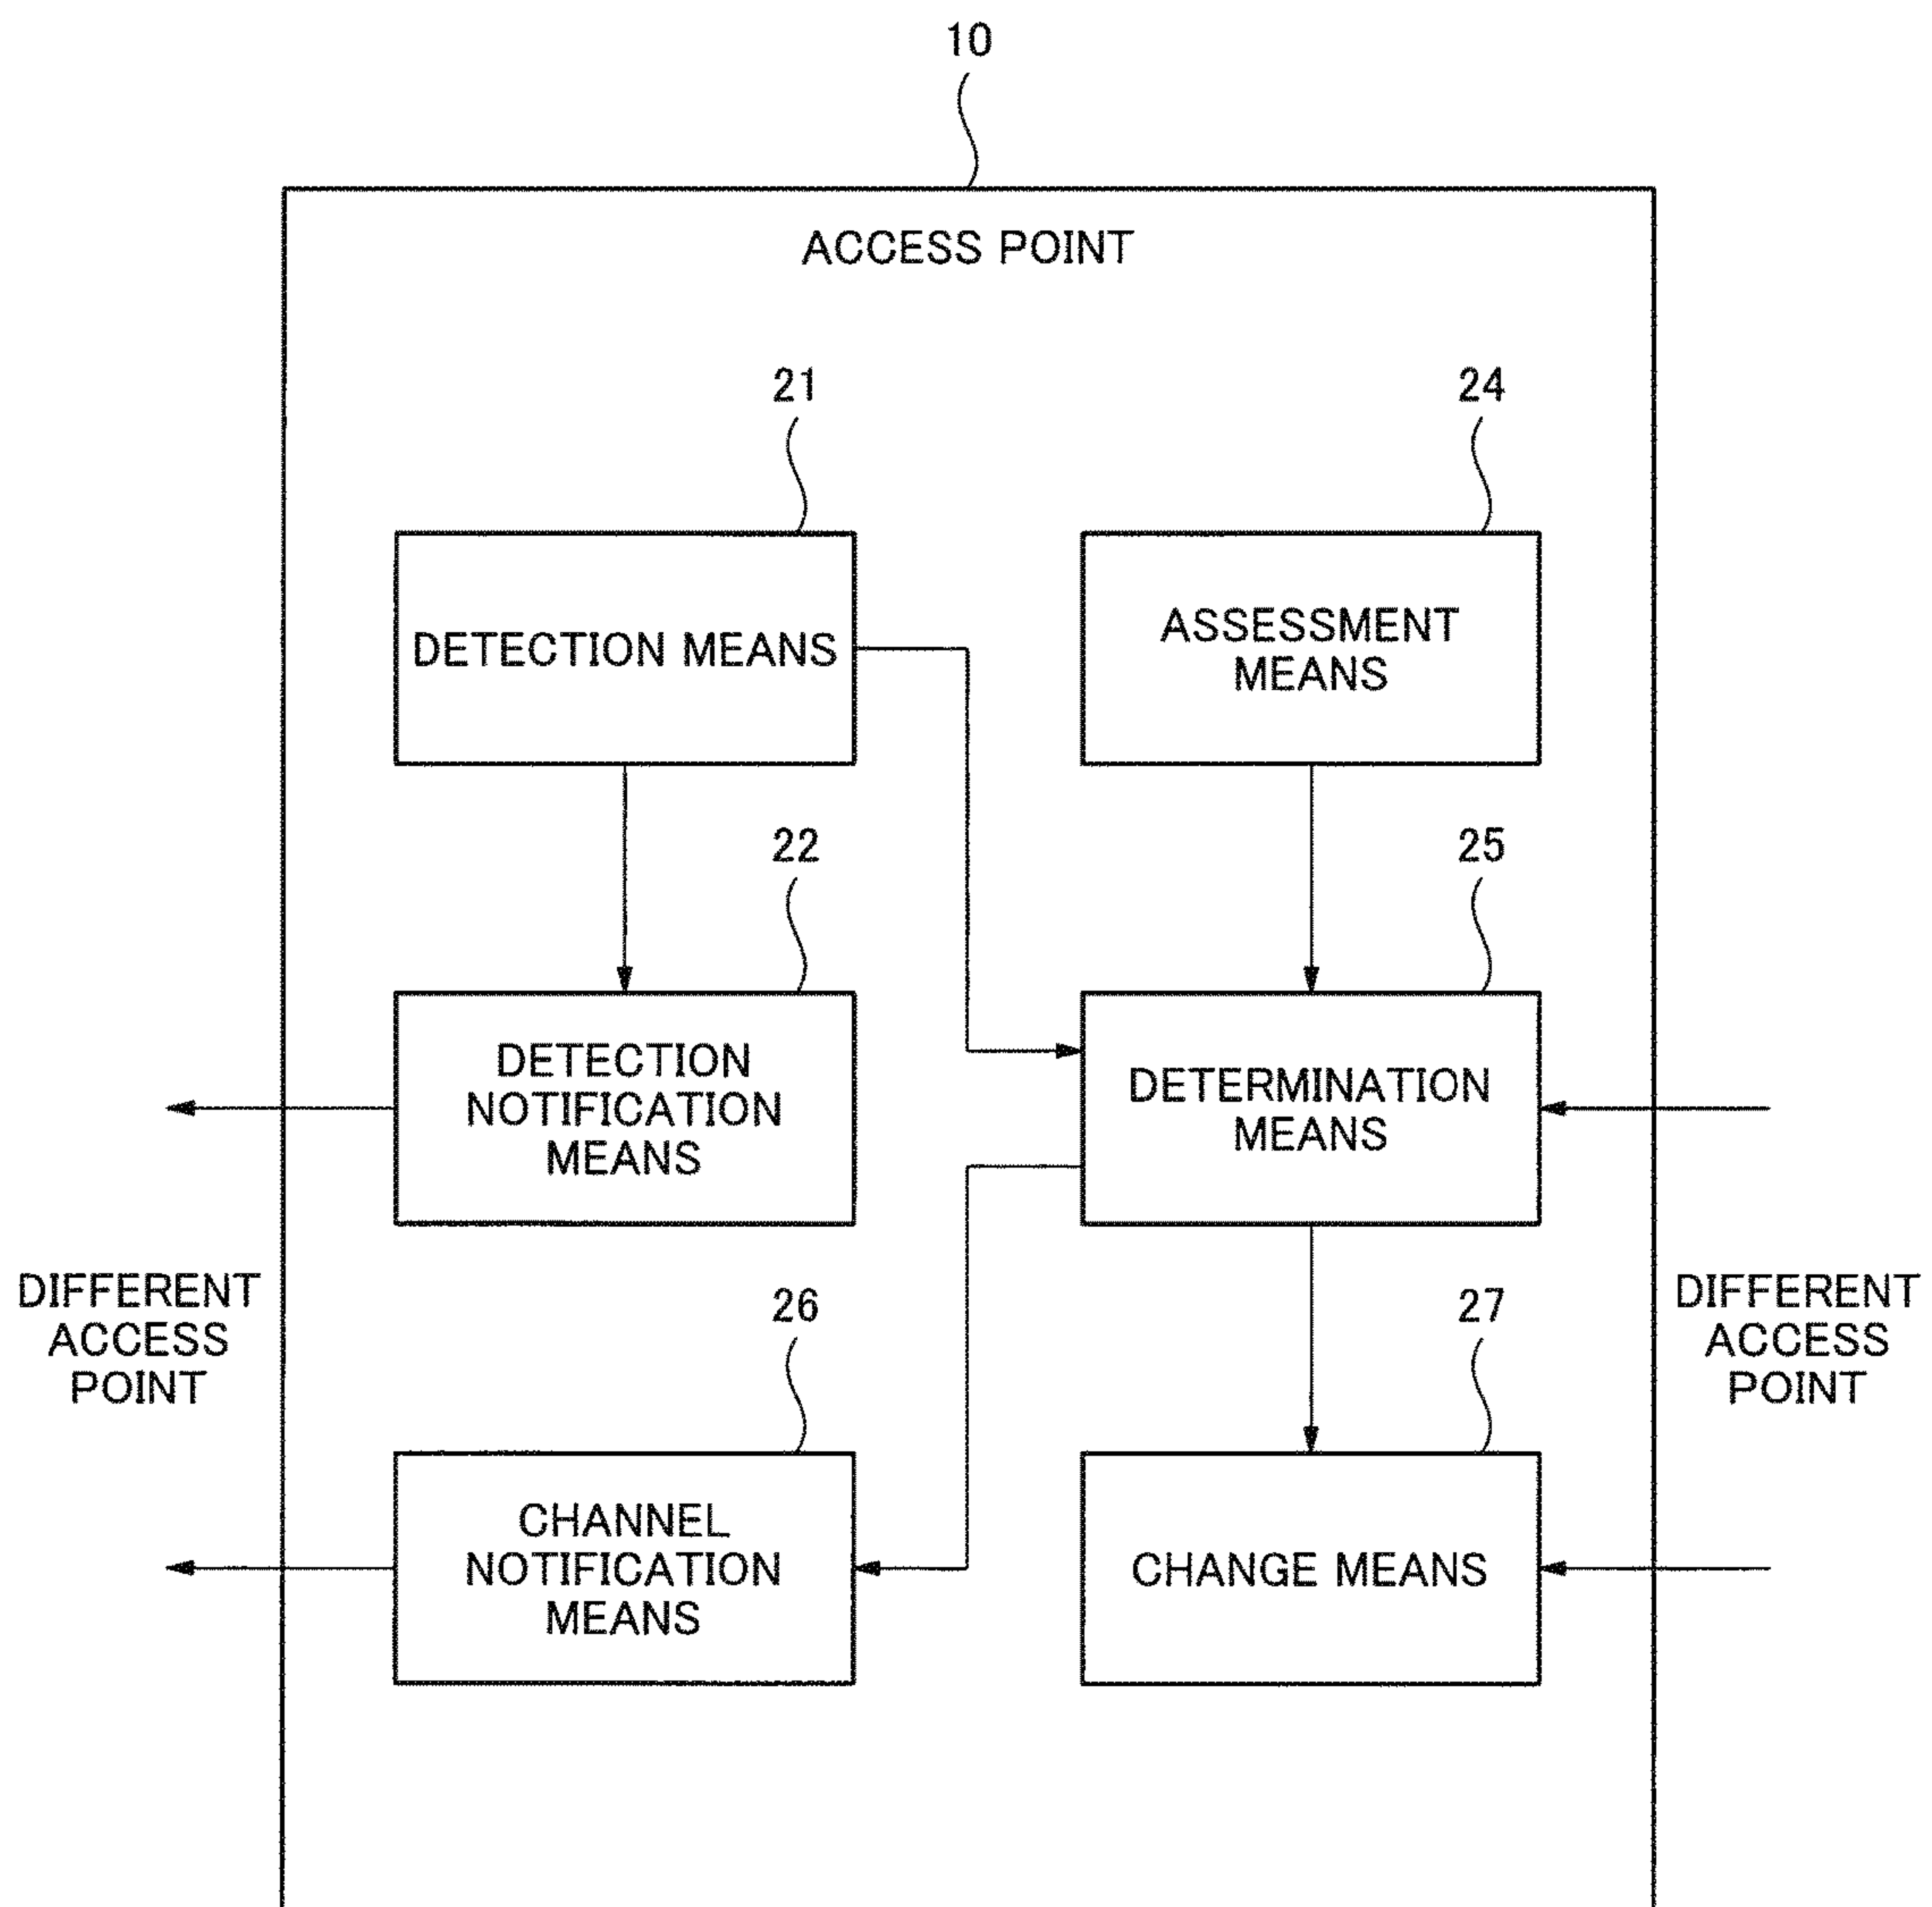 10
ACCESS POINT
21
24
DETECTION MEANS
ASSESSMENT
MEANS
22
25
DETECTION
NOTIFICATION
MEANS
DETERMINATION
MEANS
DIFFERENT
ACCESS
POINT
DIFFERENT
ACCESS
POINT
26
27
CHANNEL
NOTIFICATION
MEANS
CHANGE MEANS